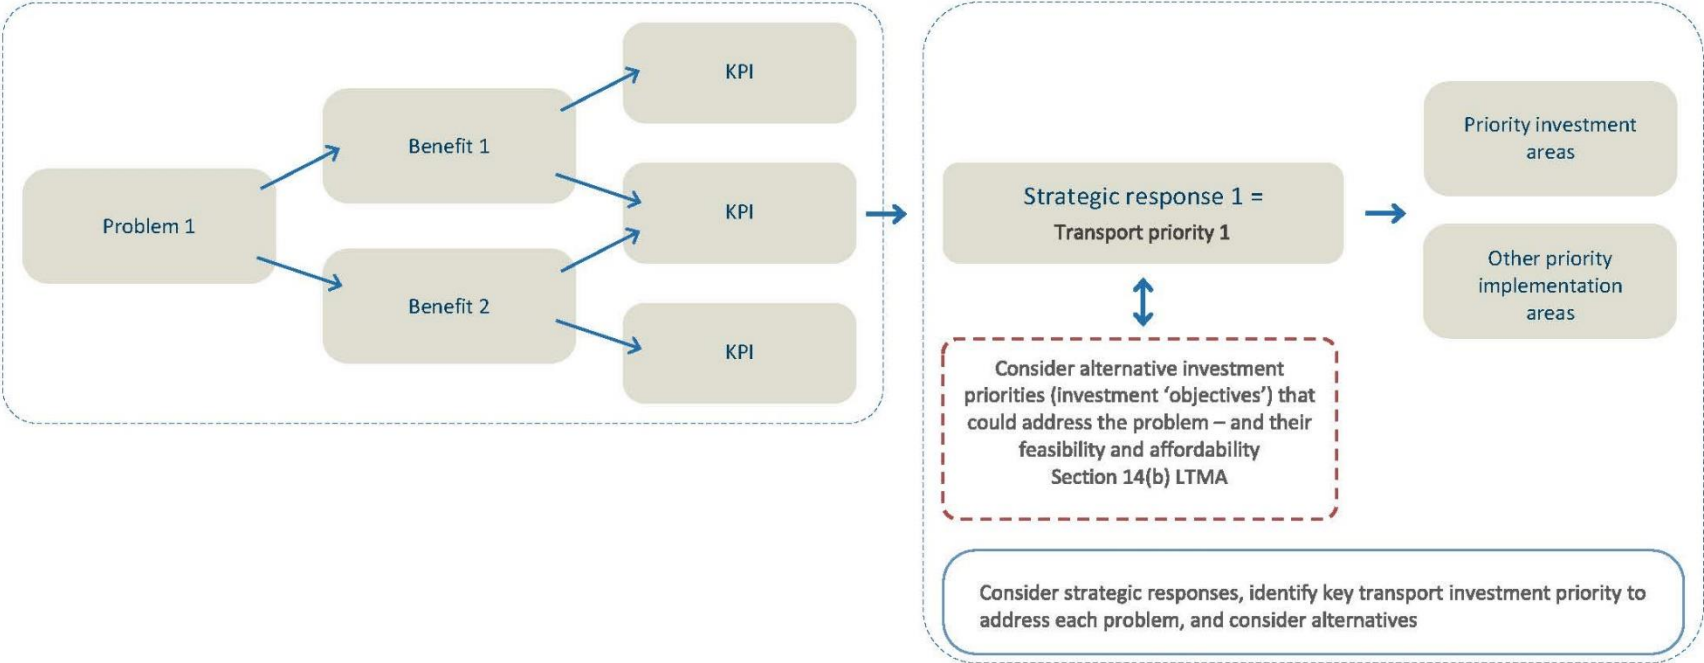 Problem 1
Benefit 1
Benefit 2
KPI
KPI
KPI
Strategic response 1 =
Transport priority 1
Consider alternative investment
priorities (investment ‘objectives’) that
could address the problem – and their
feasibility and affordability
Section 14(b) LTMA
Priority investment
areas
Other priority
implementation
areas
Consider strategic responses, identify key transport investment priority to
address each problem, and consider alternatives